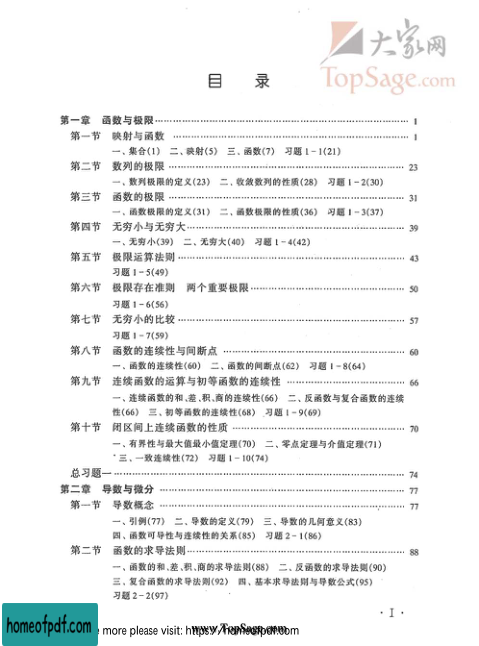 大家网
TopSage.com
目 录
第一章 函数与极限 1
第一节 映射与函数 1
一、集合(1) 二、映射(5) 三、函数(7) 习题 1-1(21)
第二节 数列的极限 23
一、数列极限的定义(23) 二、收敛数列的性质(28) 习题 1-2(30)
第三节 函数的极限 31
一、函数极限的定义(31) 二、函数极限的性质(36) 习题 1-3(37)
第四节 无穷小与无穷大 39
一、无穷小(39) 二、无穷大(40) 习题 1-4(42)
第五节 极限运算法则 43
习题 1-5(49)
第六节 极限存在准则 两个重要极限 50
习题 1-6(56)
第七节 无穷小的比较 57
习题 1-7(59)
第八节 函数的连续性与间断点 60
一、函数的连续性(60) 二、函数的间断点(62) 习题 1-8(64)
第九节 连续函数的运算与初等函数的连续性 66
一、连续函数的和、差、积、商的连续性(66) 二、反函数与复合函数的连续
性(66) 三、初等函数的连续性(68) 习题 1-9(69)
第十节 闭区间上连续函数的性质 70
一、有界性与最大值最小值定理(70) 二、零点定理与介值定理(71)
*三、一致连续性(72) 习题 1-10(74)
总习题一 74
第二章 导数与微分 77
第一节 导数概念 77
一、引例(77) 二、导数的定义(79) 三、导数的几何意义(83)
四、函数可导性与连续性的关系(85) 习题 2-1(86)
第二节 函数的求导法则 88
一、函数的和、差、积、商的求导法则(88) 二、反函数的求导法则(90)
三、复合函数的求导法则(92) 四、基本求导法则与导数公式(95)
习题 2-2(97)
· I ·
homeofpdf.com
more please visit: https://homeofpdf.com
www.TopSage.com